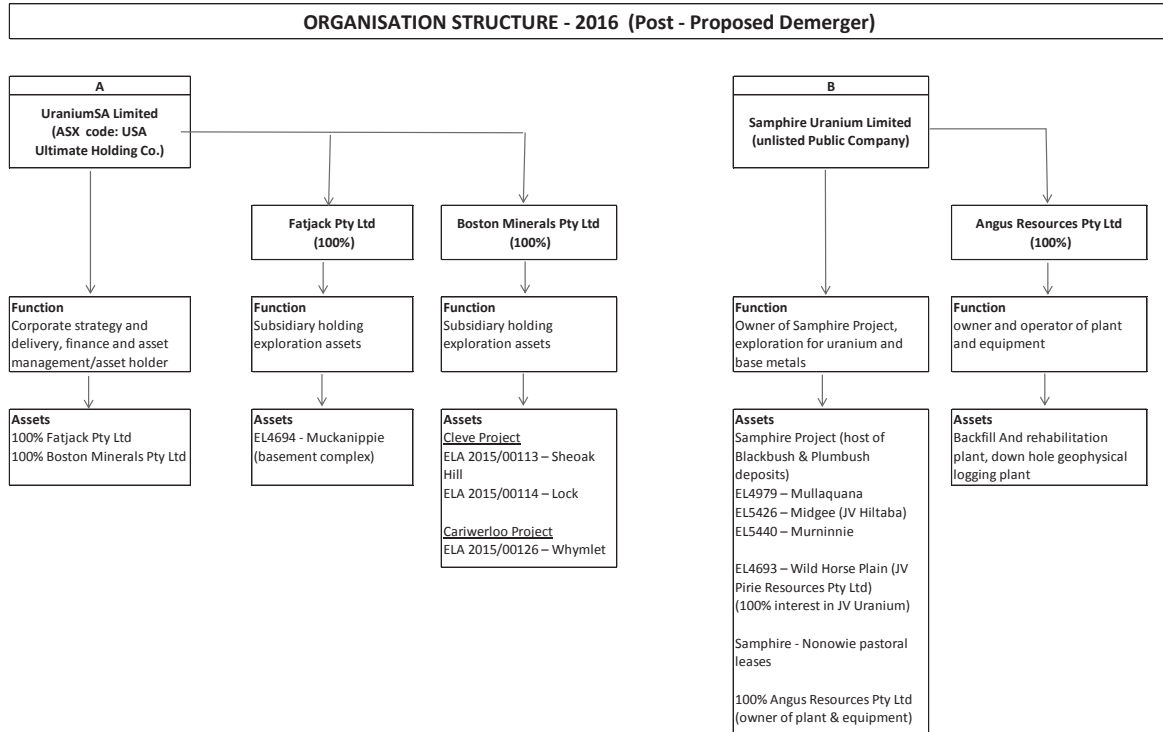 ORGANISATION STRUCTURE - 2016 (Post - Proposed Demerger)
A
UraniumSA Limited
(ASX code: USA
Ultimate Holding Co.)
B
Samphire Uranium Limited
(unlisted Public Company)
Fatjack Pty Ltd
(100%)
Boston Minerals Pty Ltd
(100%)
Angus Resources Pty Ltd
(100%)
Function
Corporate strategy and
delivery, finance and asset
management/asset holder
Function
Subsidiary holding
exploration assets
Function
Subsidiary holding
exploration assets
Function
Owner of Samphire Project,
exploration for uranium and
base metals
Function
owner and operator of plant
and equipment
Assets
100% Fatjack Pty Ltd
100% Boston Minerals Pty Ltd
Assets
EL4694 - Muckanippie
(basement complex)
Assets
Cleve Project
ELA 2015/00113 – Sheoak
Hill
ELA 2015/00114 – Lock
Cariwerloo Project
ELA 2015/00126 – Whymlet
Assets
Samphire Project (host of
Blackbush & Plumbush
deposits)
EL4979 – Mullaquana
EL5426 – Midgee (JV Hiltaba)
EL5440 – Murninnie
EL4693 – Wild Horse Plain (JV
Pirie Resources Pty Ltd)
(100% interest in JV Uranium)
Samphire - Nonowie pastoral
leases
100% Angus Resources Pty Ltd
(owner of plant & equipment)
Assets
Backfill And rehabilitation
plant, down hole geophysical
logging plant